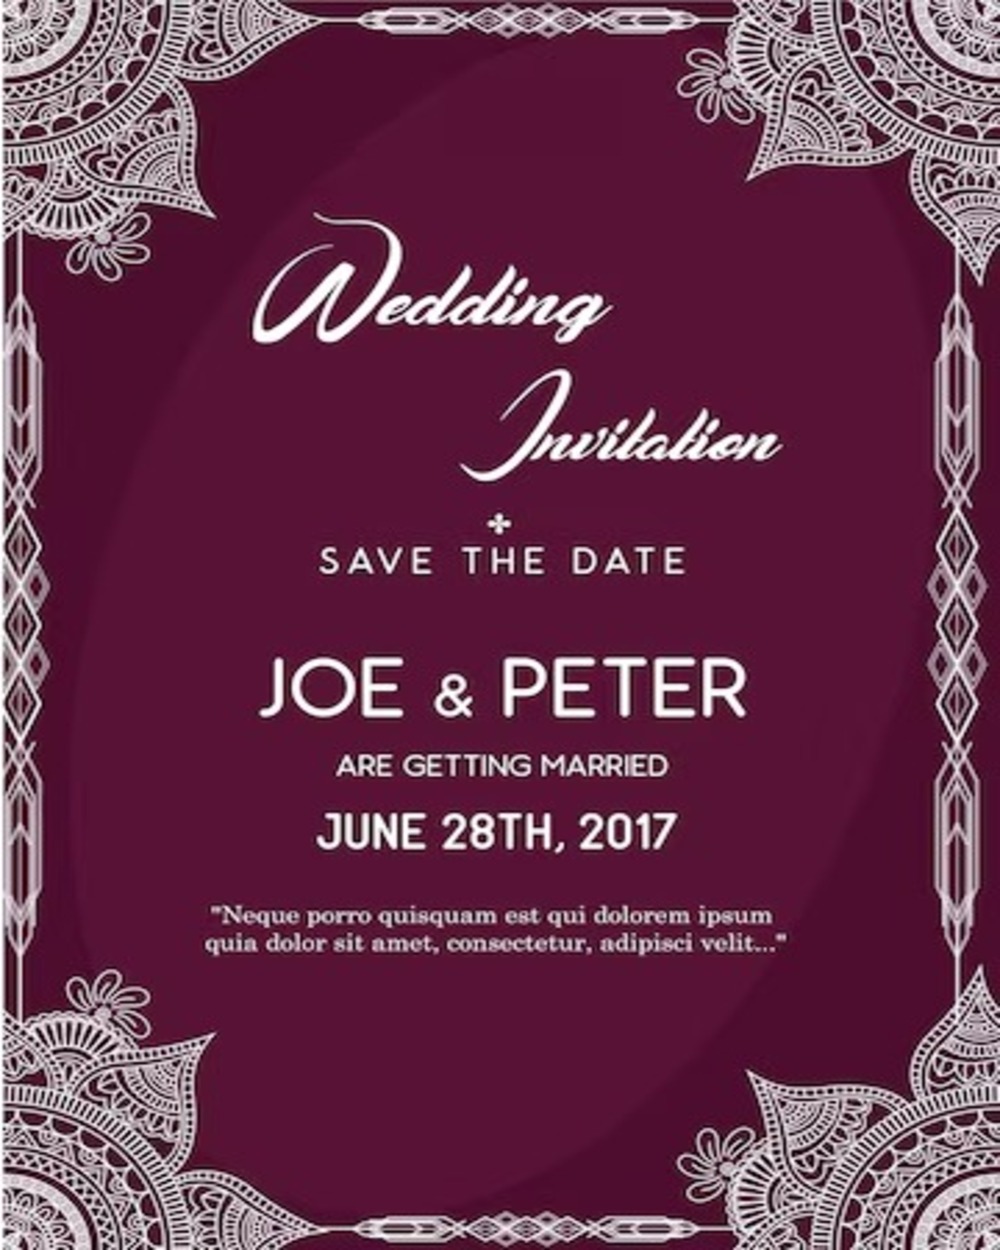 Wedding
Invitation
SAVE THE DATE
JOE & PETER
ARE GETTING MARRIED
JUNE 28TH, 2017
"Neque porro quisquam est qui dolorem ipsum
quia dolor sit amet, consectetur, adipisci velit..."